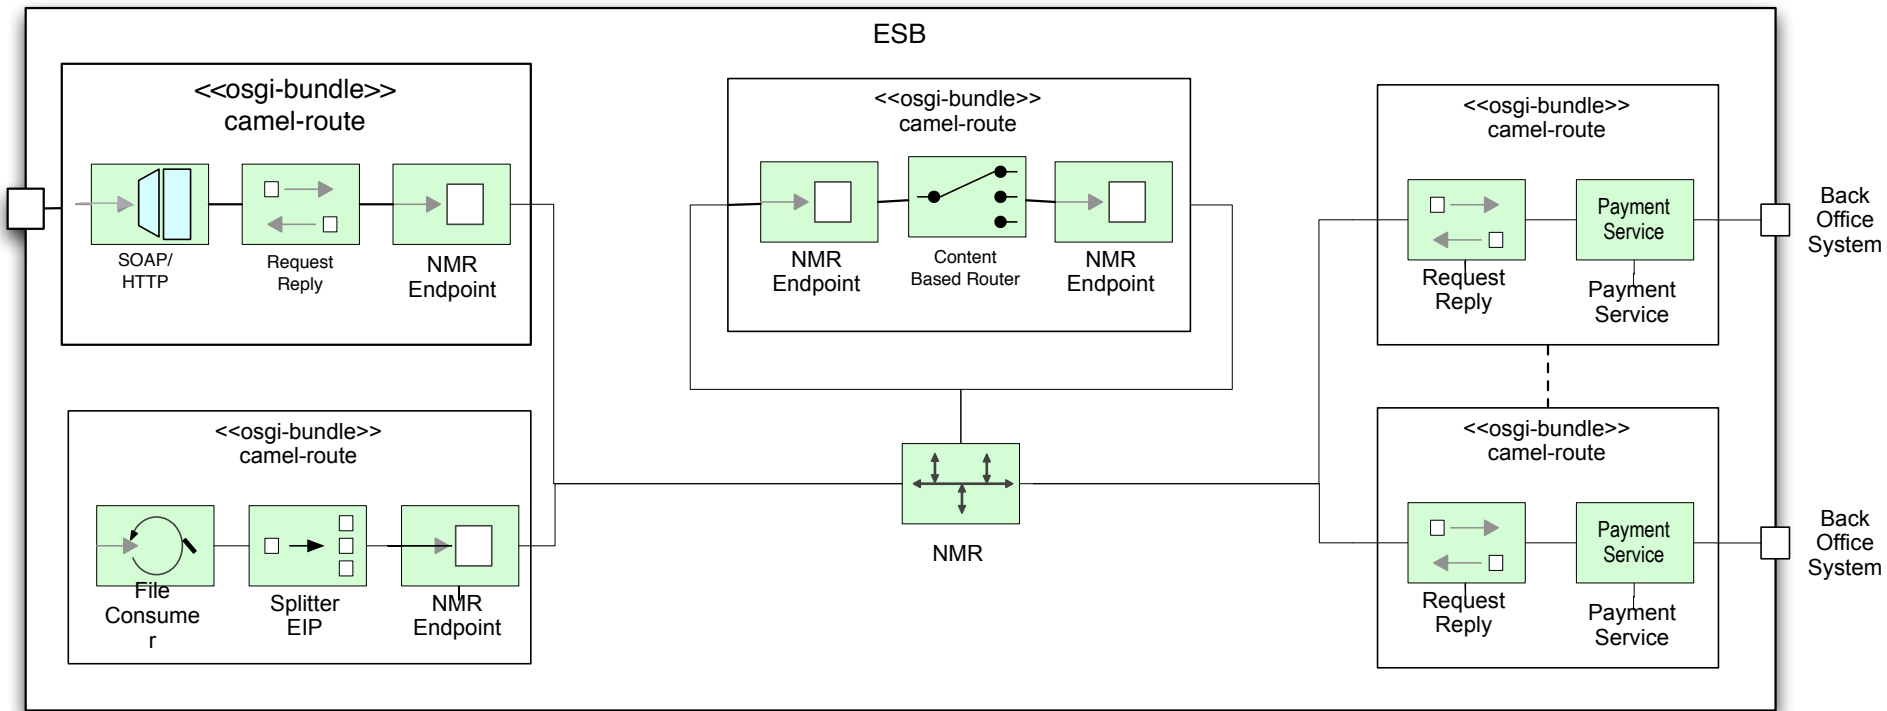 ESB
<<osgi-bundle>>
camel-route
SOAP/
HTTP
Request
Reply
NMR
Endpoint
<<osgi-bundle>>
camel-route
NMR
Endpoint
Content
Based Router
NMR
Endpoint
<<osgi-bundle>>
camel-route
Payment
Service
Request
Reply
Payment
Service
Back
Office
System
<<osgi-bundle>>
camel-route
File
Consume
r
Splitter
EIP
NMR
Endpoint
NMR
<<osgi-bundle>>
camel-route
Payment
Service
Request
Reply
Payment
Service
Back
Office
System